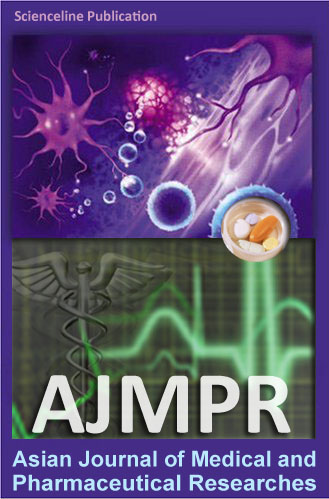 Scienceline Publication
AJMPR
Asian Journal of Medical and
Pharmaceutical Researches